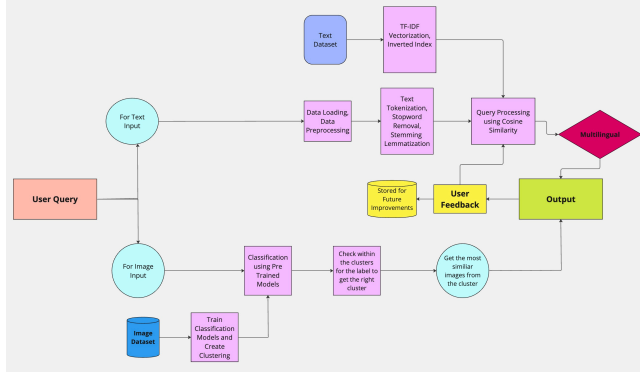 Text
Dataset
TF-IDF
Vectorization,
Inverted Index
For Text
Input
Data Loading,
Data
Preprocessing
Text
Tokenization,
Stopword
Removal,
Stemming
Lemmatization
Query Processing
using Cosine
Similarity
Mustilingual
User Query
Stored for
Future
Improvements
User
Feedback
Output
For Image
Input
Classification
using Pre
Trained
Models
Check within
the clusters
for the label to
get the right
cluster
Get the most
similiar
images from
the cluster
Image
Dataset
Train
Classification
Models and
Create
Clustering